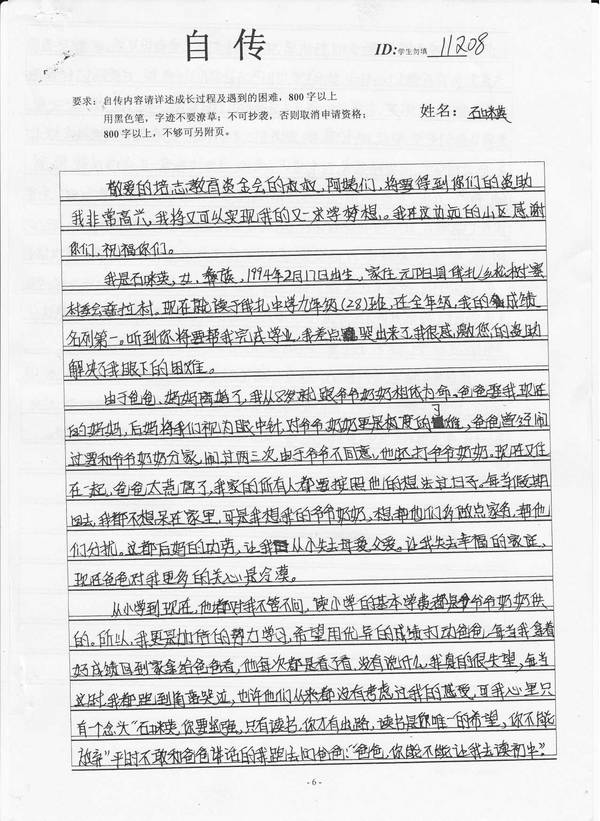 自传
ID:学生勿填 11208
要求：自传内容请详述成长过程及遇到的困难，800字以上
用黑色笔，字迹不要潦草；不可抄袭，否则取消申请资格；
800字以上，不够可另附页。
姓名：石咪英
敬爱的培志教育资金会的叔叔，阿姨们，将要得到你们的资助
我非常高兴，我将又可以实现我的又一求学梦想。我在这边远的山区感谢
你们，祝福你们。
我是石咪英，女，彝族，1994年2月17日出生，家住元阳县俄扎乡松树寨
村委会 村。现在就读于俄扎中学九年级（28）班，在全年级，我的成绩
名列第一。听到你将要帮我完成学业，我差点哭出来了我很感激您的资助
解决了我眼下的困难。
由于爸爸、妈妈离婚了，我从8岁就跟爷爷奶奶相依为命。爸爸娶我现在
的妈妈，后妈将我们视为眼中钉，对爷爷奶奶更是极度的刁难，爸爸曾经闹
过要和爷爷奶奶分家，闹过两三次，由于爷爷不同意，他还打爷爷奶奶。现在又住
在一起，爸爸太荒唐了，我家的所有人都要按照他的想法过日子。每当假期
回去，我都不想呆在家里，可是我想我的爷爷奶奶，想帮他们 做点家务，帮他
们分忧。这都后妈的功劳，让我从小失去母爱父爱。让我失去幸福的家庭，
现在爸爸对我更多的关心是冷漠。
从小学到现在，他都对我不管不问，读小学的基本学费都是爷爷奶奶供
的。所以，我更要加倍的努力学习，希望用优异的成绩打动爸爸，每当我拿着
好成绩回到家拿给爸爸看，他每次都是看了看，没有说什么，我真的很失望，每当
这时，我都跑到角落哭泣，也许他们从来都没有考虑过我的感受，可我心里只
有一个念头“石咪英，你要坚强，只有读书，你才有出路，读书是你唯一的希望，你不能
放弃”平时不敢和爸爸讲话的我跑去问爸爸：“爸爸，你能不能让我去读初中”。
-6-